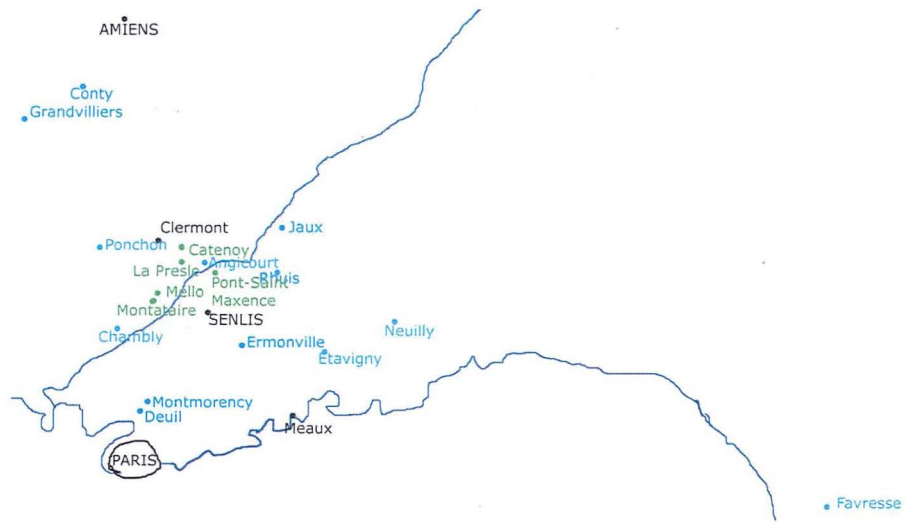 AMIENS
Conty
Grandvilliers
Clermont
Jaux
Ponchon
Catenoy
Angicourt
La Presle
Rhuis
Pont-Saint
Maxence
Mello
Montataire
SENLIS
Chambly
Neuilly
Ermonville
Etavigny
Montmorency
Deuil
Meaux
PARIS
Favresse